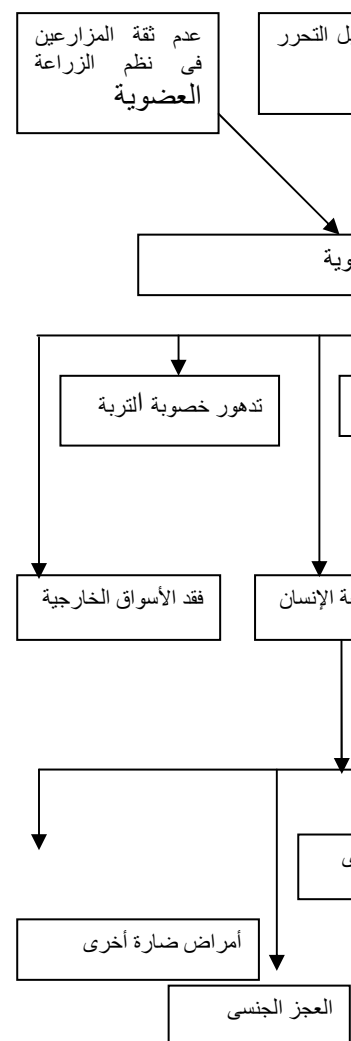 عدم ثقة المزارعين
فى نظم الزراعة
العضوية
التحرر
تدهور خصوبة التربة
فقد الأسواق الخارجية
الإنسان
أمراض ضارة أخرى
العجز الجنسى